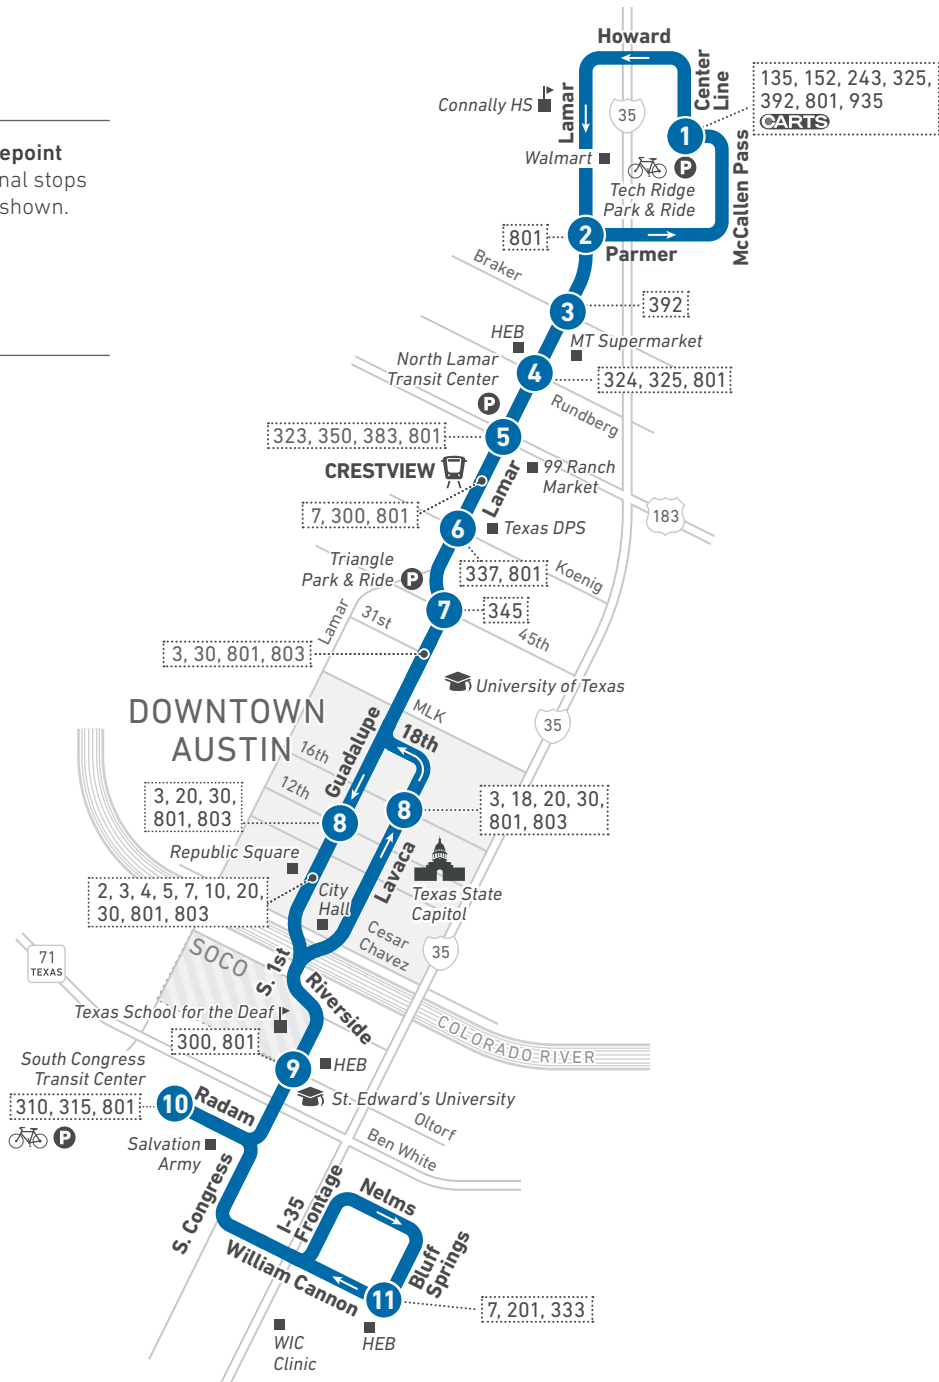 epoint
nal stops
shown.
Howard
Center
Line
135, 152, 243, 325,
392, 801, 935
CARTS
Lamar
Connally HS
35
1
Walmart
P
Tech Ridge
Park & Ride
McCallen Pass
801
2
Parmer
Braker
3
392
HEB
MT Supermarket
North Lamar
Transit Center
4
324, 325, 801
P
Rundberg
323, 350, 383, 801
5
CRESTVIEW
Lamar
99 Ranch
Market
7, 300, 801
183
6
Texas DPS
Triangle
Park & Ride
P
337, 801
Koenig
7
345
Lamar
31st
45th
3, 30, 801, 803
University of Texas
MLK
35
DOWNTOWN
AUSTIN
Guadalupe
18th
16th
12th
3, 20, 30,
801, 803
8
8
3, 18, 20, 30,
801, 803
Republic Square
Lavaca
Texas State
Capitol
2, 3, 4, 5, 7, 10, 20,
30, 801, 803
City
Hall
Cesar
Chavez
35
71
TEXAS
SOCO
S. 1st
Riverside
Texas School for the Deaf
COLORADO RIVER
300, 801
9
HEB
South Congress
Transit Center
310, 315, 801
10
Radam
St. Edward's University
Oltorf
P
Salvation
Army
Ben White
S. Congress
I-35
Frontage
Nelms
Bluff
Springs
William Cannon
11
7, 201, 333
WIC
Clinic
HEB